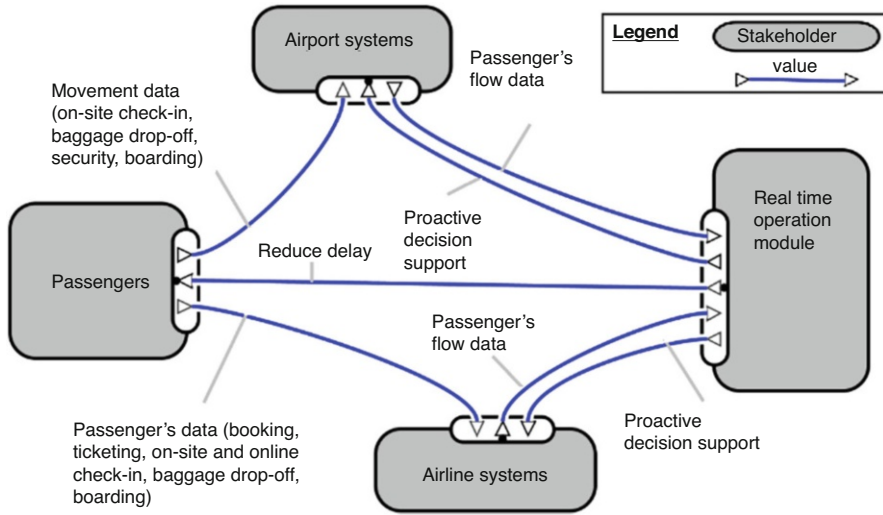 Airport systems
Legend
Stakeholder
value
Passenger's
flow data
Movement data
(on-site check-in,
baggage drop-off,
security, boarding)
Real time
operation
module
Proactive
decision
support
Reduce delay
Passengers
Passenger's
flow data
Proactive
decision support
Passenger's data (booking,
ticketing, on-site and online
check-in, baggage drop-off,
boarding)
Airline systems